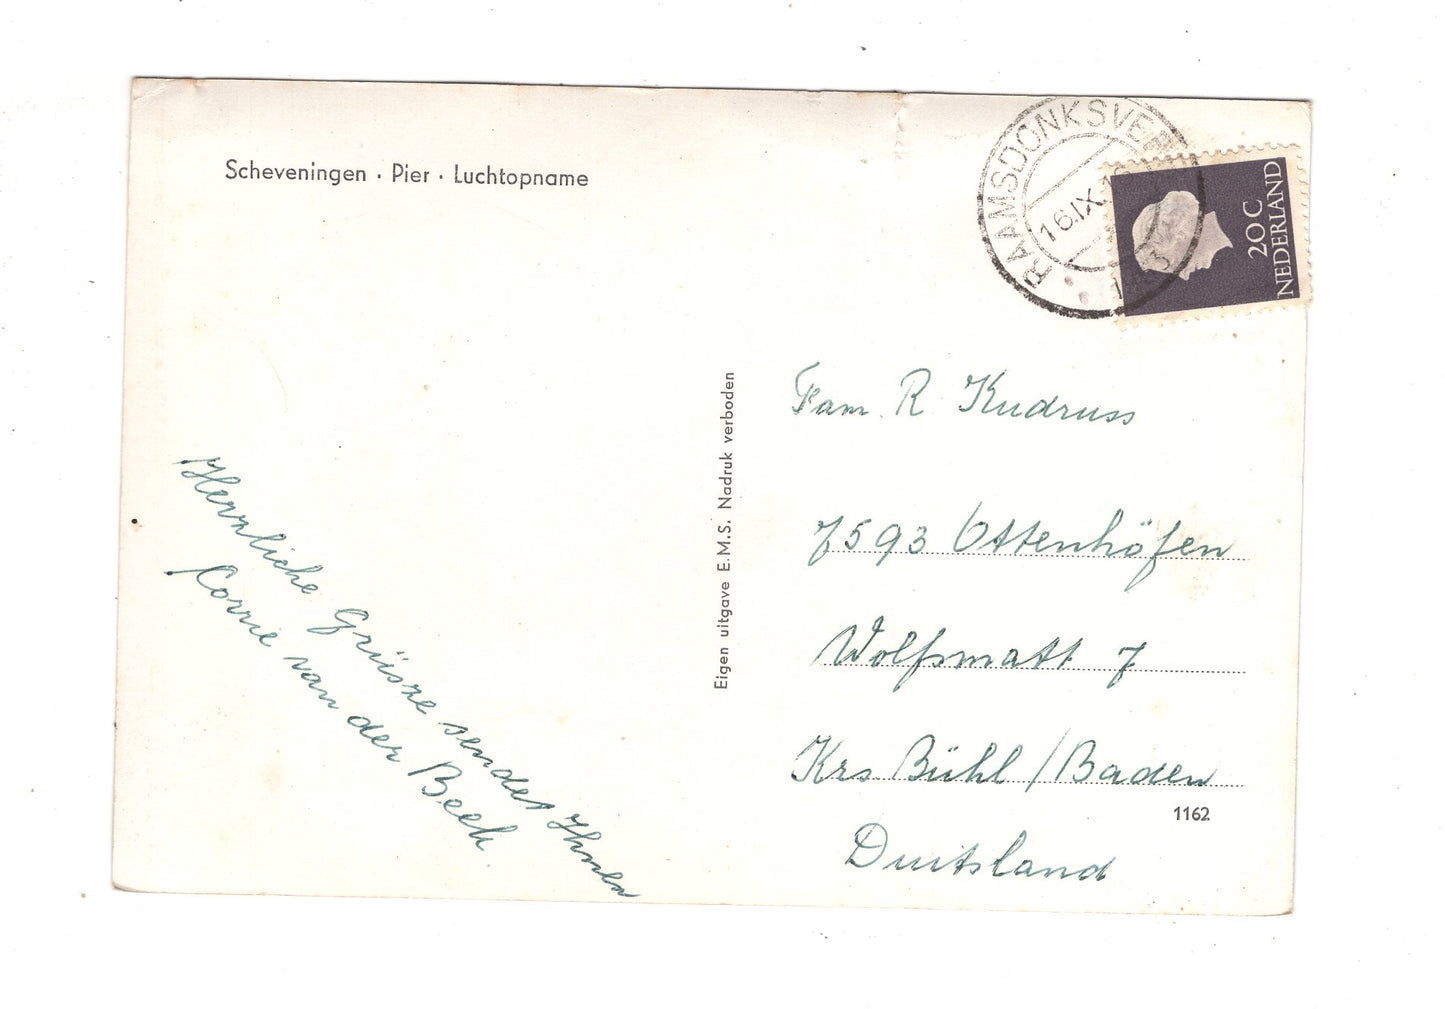 Scheveningen · Pier · Luchtopname
RAAMSDONKSVEER
16.IX.
20 C
NEDERLAND
Eigen uitgave E.M.S. Nadruk verboden
Fam. R Kudruss
7593 Ottenhöfen
Wolfsmatt 7
Krs Bühl / Baden
1162
Duitsland
Herzliche Grüsze sendet Ihnen
Corrie van der Beek.